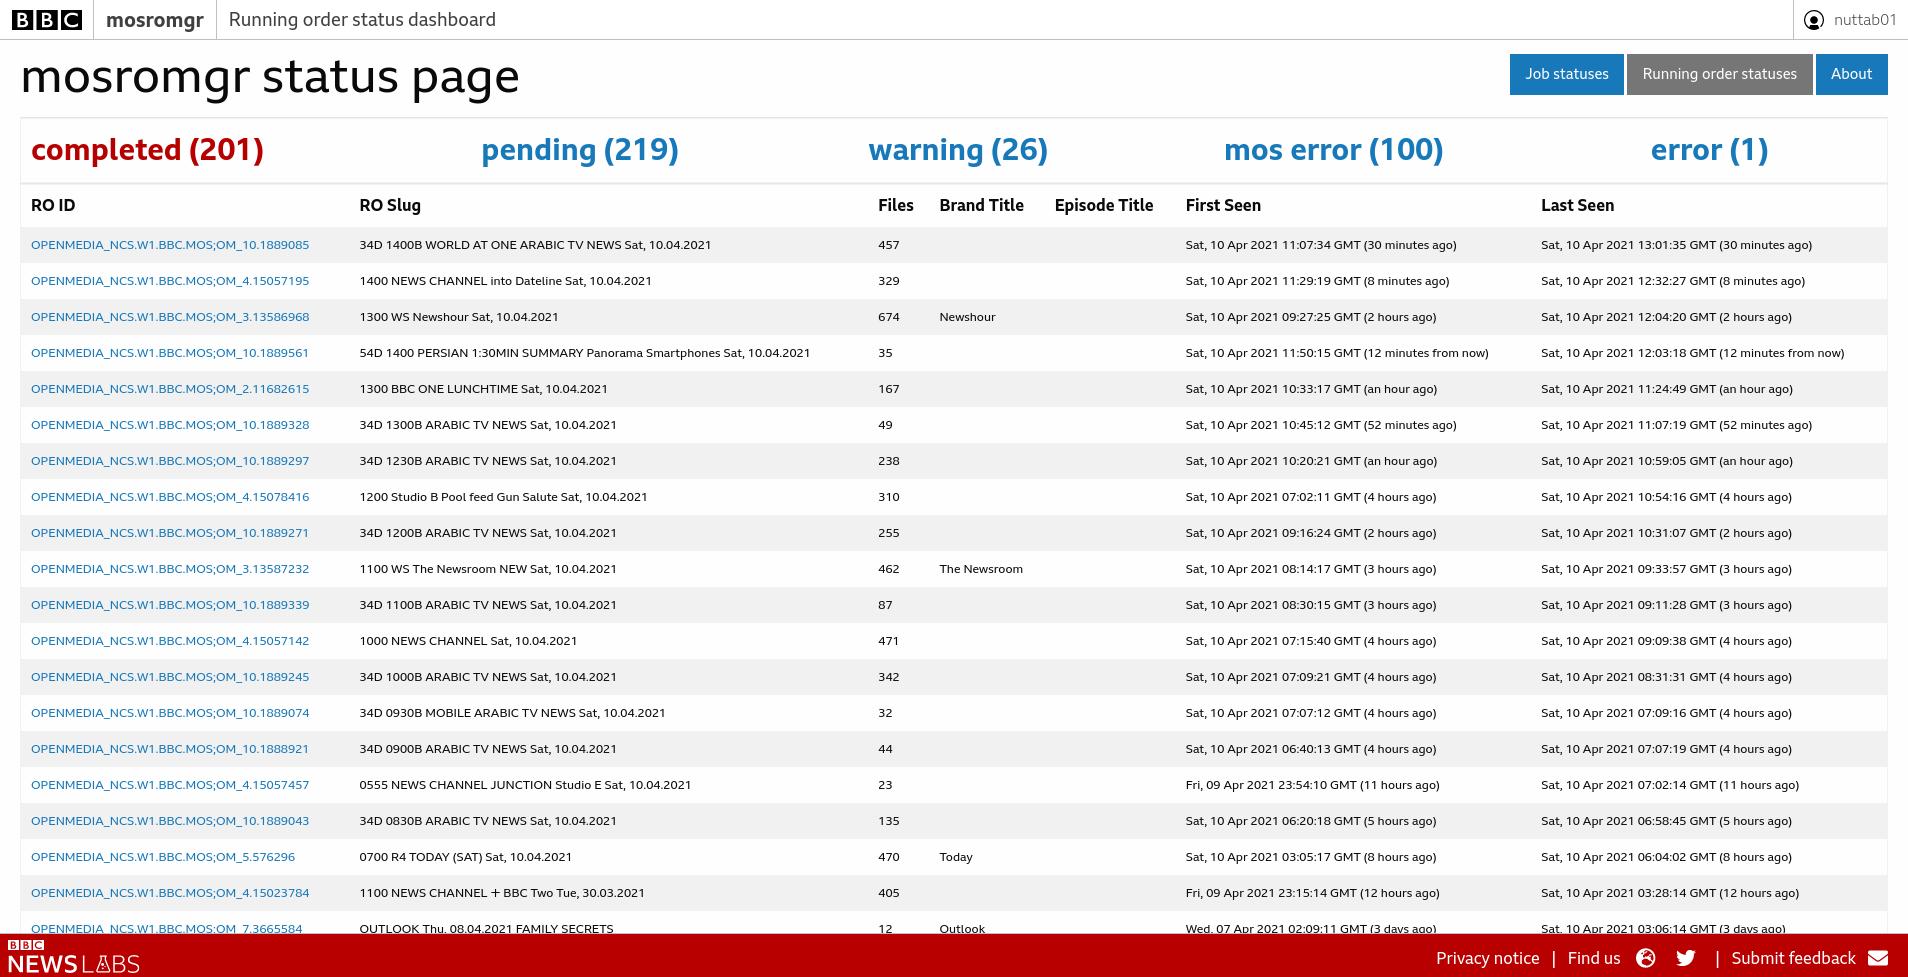 BBC mosromgr Running order status dashboard nuttab01
mosromgr status page Job statuses Running order statuses About
completed (201) pending (219) warning (26) mos error (100) error (1)
RO ID RO Slug Files Brand Title Episode Title First Seen Last Seen
OPENMEDIA_NCS.W1.BBC.MOS;OM_10.1889085 34D 1400B WORLD AT ONE ARABIC TV NEWS Sat, 10.04.2021 457 Sat, 10 Apr 2021 11:07:34 GMT (30 minutes ago) Sat, 10 Apr 2021 13:01:35 GMT (30 minutes ago)
OPENMEDIA_NCS.W1.BBC.MOS;OM_4.15057195 1400 NEWS CHANNEL into Dateline Sat, 10.04.2021 329 Sat, 10 Apr 2021 11:29:19 GMT (8 minutes ago) Sat, 10 Apr 2021 12:32:27 GMT (8 minutes ago)
OPENMEDIA_NCS.W1.BBC.MOS;OM_3.13586968 1300 WS Newshour Sat, 10.04.2021 674 Newshour Sat, 10 Apr 2021 09:27:25 GMT (2 hours ago) Sat, 10 Apr 2021 12:04:20 GMT (2 hours ago)
OPENMEDIA_NCS.W1.BBC.MOS;OM_10.1889561 54D 1400 PERSIAN 1:30MIN SUMMARY Panorama Smartphones Sat, 10.04.2021 35 Sat, 10 Apr 2021 11:50:15 GMT (12 minutes from now) Sat, 10 Apr 2021 12:03:18 GMT (12 minutes from now)
OPENMEDIA_NCS.W1.BBC.MOS;OM_2.11682615 1300 BBC ONE LUNCHTIME Sat, 10.04.2021 167 Sat, 10 Apr 2021 10:33:17 GMT (an hour ago) Sat, 10 Apr 2021 11:24:49 GMT (an hour ago)
OPENMEDIA_NCS.W1.BBC.MOS;OM_10.1889328 34D 1300B ARABIC TV NEWS Sat, 10.04.2021 49 Sat, 10 Apr 2021 10:45:12 GMT (52 minutes ago) Sat, 10 Apr 2021 11:07:19 GMT (52 minutes ago)
OPENMEDIA_NCS.W1.BBC.MOS;OM_10.1889297 34D 1230B ARABIC TV NEWS Sat, 10.04.2021 238 Sat, 10 Apr 2021 10:20:21 GMT (an hour ago) Sat, 10 Apr 2021 10:59:05 GMT (an hour ago)
OPENMEDIA_NCS.W1.BBC.MOS;OM_4.15078416 1200 Studio B Pool feed Gun Salute Sat, 10.04.2021 310 Sat, 10 Apr 2021 07:02:11 GMT (4 hours ago) Sat, 10 Apr 2021 10:54:16 GMT (4 hours ago)
OPENMEDIA_NCS.W1.BBC.MOS;OM_10.1889271 34D 1200B ARABIC TV NEWS Sat, 10.04.2021 255 Sat, 10 Apr 2021 09:16:24 GMT (2 hours ago) Sat, 10 Apr 2021 10:31:07 GMT (2 hours ago)
OPENMEDIA_NCS.W1.BBC.MOS;OM_3.13587232 1100 WS The Newsroom NEW Sat, 10.04.2021 462 The Newsroom Sat, 10 Apr 2021 08:14:17 GMT (3 hours ago) Sat, 10 Apr 2021 09:33:57 GMT (3 hours ago)
OPENMEDIA_NCS.W1.BBC.MOS;OM_10.1889339 34D 1100B ARABIC TV NEWS Sat, 10.04.2021 87 Sat, 10 Apr 2021 08:30:15 GMT (3 hours ago) Sat, 10 Apr 2021 09:11:28 GMT (3 hours ago)
OPENMEDIA_NCS.W1.BBC.MOS;OM_4.15057142 1000 NEWS CHANNEL Sat, 10.04.2021 471 Sat, 10 Apr 2021 07:15:40 GMT (4 hours ago) Sat, 10 Apr 2021 09:09:38 GMT (4 hours ago)
OPENMEDIA_NCS.W1.BBC.MOS;OM_10.1889245 34D 1000B ARABIC TV NEWS Sat, 10.04.2021 342 Sat, 10 Apr 2021 07:09:21 GMT (4 hours ago) Sat, 10 Apr 2021 08:31:31 GMT (4 hours ago)
OPENMEDIA_NCS.W1.BBC.MOS;OM_10.1889074 34D 0930B MOBILE ARABIC TV NEWS Sat, 10.04.2021 32 Sat, 10 Apr 2021 07:07:12 GMT (4 hours ago) Sat, 10 Apr 2021 07:09:16 GMT (4 hours ago)
OPENMEDIA_NCS.W1.BBC.MOS;OM_10.1888921 34D 0900B ARABIC TV NEWS Sat, 10.04.2021 44 Sat, 10 Apr 2021 06:40:13 GMT (4 hours ago) Sat, 10 Apr 2021 07:07:19 GMT (4 hours ago)
OPENMEDIA_NCS.W1.BBC.MOS;OM_4.15057457 0555 NEWS CHANNEL JUNCTION Studio E Sat, 10.04.2021 23 Fri, 09 Apr 2021 23:54:10 GMT (11 hours ago) Sat, 10 Apr 2021 07:02:14 GMT (11 hours ago)
OPENMEDIA_NCS.W1.BBC.MOS;OM_10.1889043 34D 0830B ARABIC TV NEWS Sat, 10.04.2021 135 Sat, 10 Apr 2021 06:20:18 GMT (5 hours ago) Sat, 10 Apr 2021 06:58:45 GMT (5 hours ago)
OPENMEDIA_NCS.W1.BBC.MOS;OM_5.576296 0700 R4 TODAY (SAT) Sat, 10.04.2021 470 Today Sat, 10 Apr 2021 03:05:17 GMT (8 hours ago) Sat, 10 Apr 2021 06:04:02 GMT (8 hours ago)
OPENMEDIA_NCS.W1.BBC.MOS;OM_4.15023784 1100 NEWS CHANNEL + BBC Two Tue, 30.03.2021 405 Fri, 09 Apr 2021 23:15:14 GMT (12 hours ago) Sat, 10 Apr 2021 03:28:14 GMT (12 hours ago)
OPENMEDIA_NCS.W1.BBC.MOS;OM_7.3665584 OUTLOOK Thu, 08.04.2021 FAMILY SECRETS 12 Outlook Wed, 07 Apr 2021 02:09:11 GMT (3 days ago) Sat, 10 Apr 2021 03:06:14 GMT (3 days ago)
BBC
NEWS LABS Privacy notice | Find us | Submit feedback